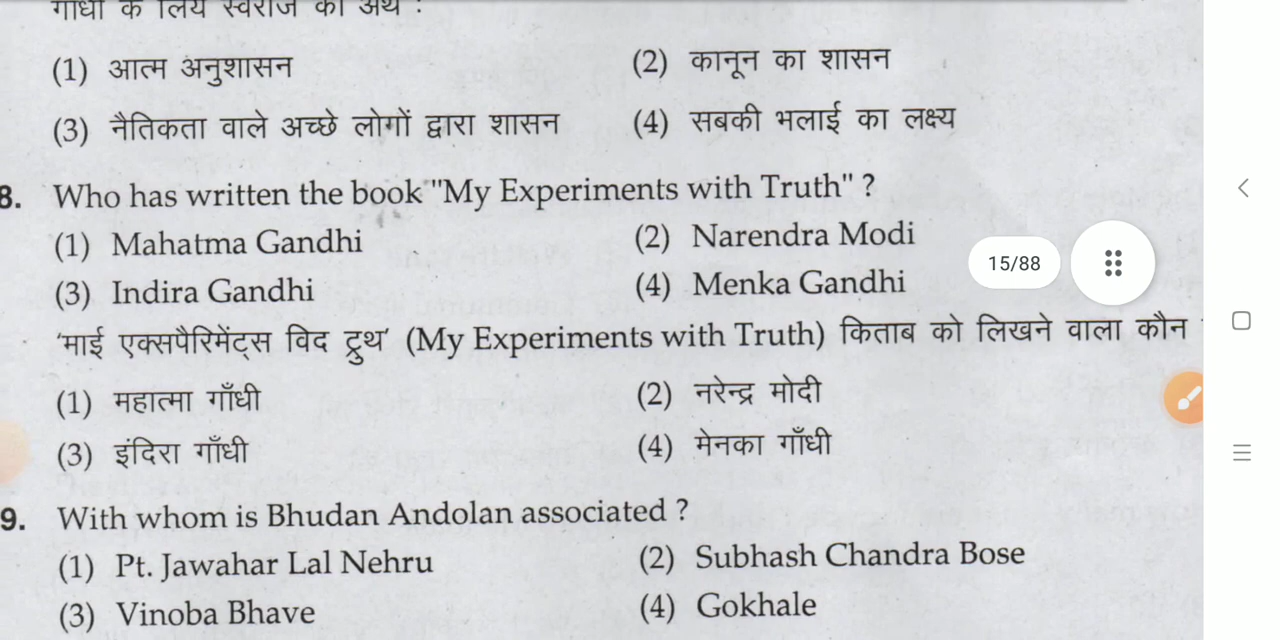 गाँधी के लिये स्वराज का अर्थ :
(1) आत्म अनुशासन (2) कानून का शासन
(3) नैतिकता वाले अच्छे लोगों द्वारा शासन (4) सबकी भलाई का लक्ष्य
8. Who has written the book "My Experiments with Truth" ?
(1) Mahatma Gandhi (2) Narendra Modi
(3) Indira Gandhi (4) Menka Gandhi
15/88
'माई एक्सपैरिमेंट्स विद ट्रुथ' (My Experiments with Truth) किताब को लिखने वाला कौन
(1) महात्मा गाँधी (2) नरेन्द्र मोदी
(3) इंदिरा गाँधी (4) मेनका गाँधी
9. With whom is Bhudan Andolan associated ?
(1) Pt. Jawahar Lal Nehru (2) Subhash Chandra Bose
(3) Vinoba Bhave (4) Gokhale